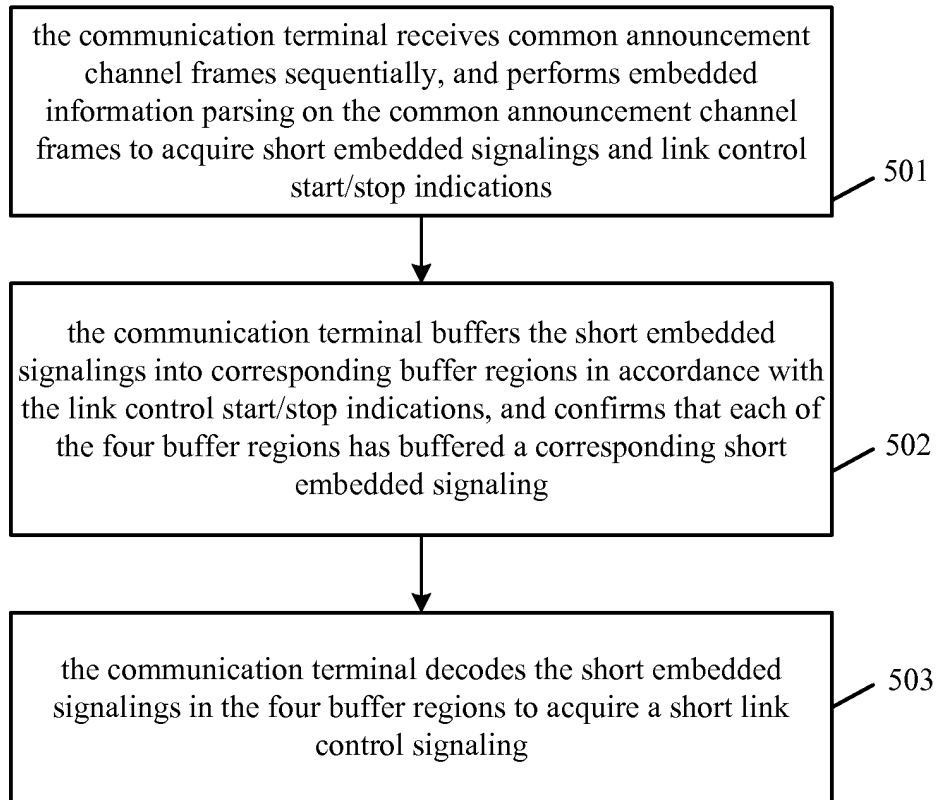 the communication terminal receives common announcement
channel frames sequentially, and performs embedded
information parsing on the common announcement channel
frames to acquire short embedded signalings and link control
start/stop indications
501
the communication terminal buffers the short embedded
signalings into corresponding buffer regions in accordance with
the link control start/stop indications, and confirms that each of
the four buffer regions has buffered a corresponding short
embedded signaling
502
the communication terminal decodes the short embedded
signalings in the four buffer regions to acquire a short link
control signaling
503